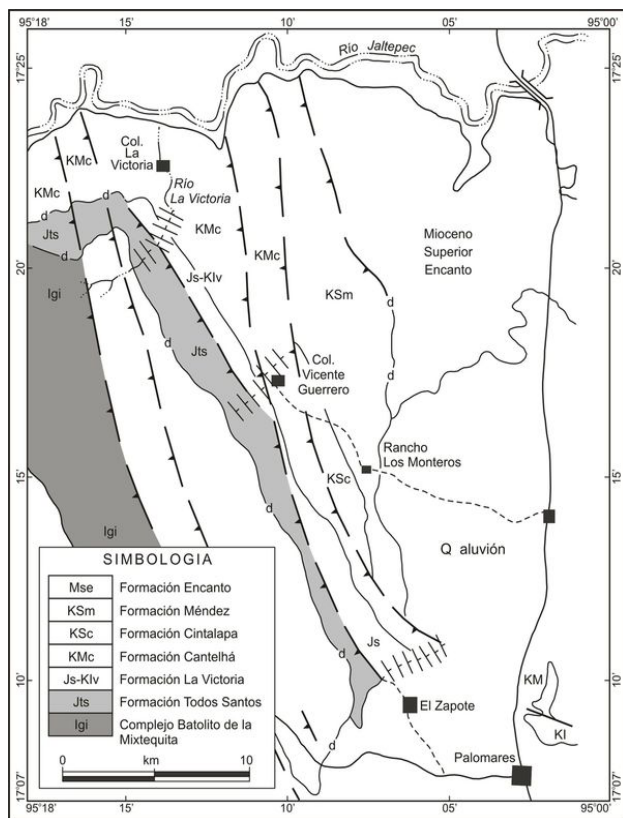 95°18'
15'
10'
05'
95°00'
17°25'
17°25'
Río Jaltepec
Col.
La
Victoria
KMc
KMc
Río
La Victoria
KMc
KMc
d
d
Jts
d
Js-KIv
Mioceno
Superior
Encanto
20'
20'
Igi
KSm
d
d
Jts
d
d
Col.
Vicente
Guerrero
Rancho
Los Monteros
15'
15'
KSc
d
Q aluvión
Igi
SIMBOLOGIA
Mse Formación Encanto
KSm Formación Méndez
KSc Formación Cintalapa
KMc Formación Cantelhá
Js-KIv Formación La Victoria
Jts Formación Todos Santos
Igi Complejo Batolito de la
Mixtequita
0 km 10
Js
10'
10'
d
El Zapote
KM
KI
Palomares
d
17°07'
17°07'
95°18'
15'
10'
05'
95°00'